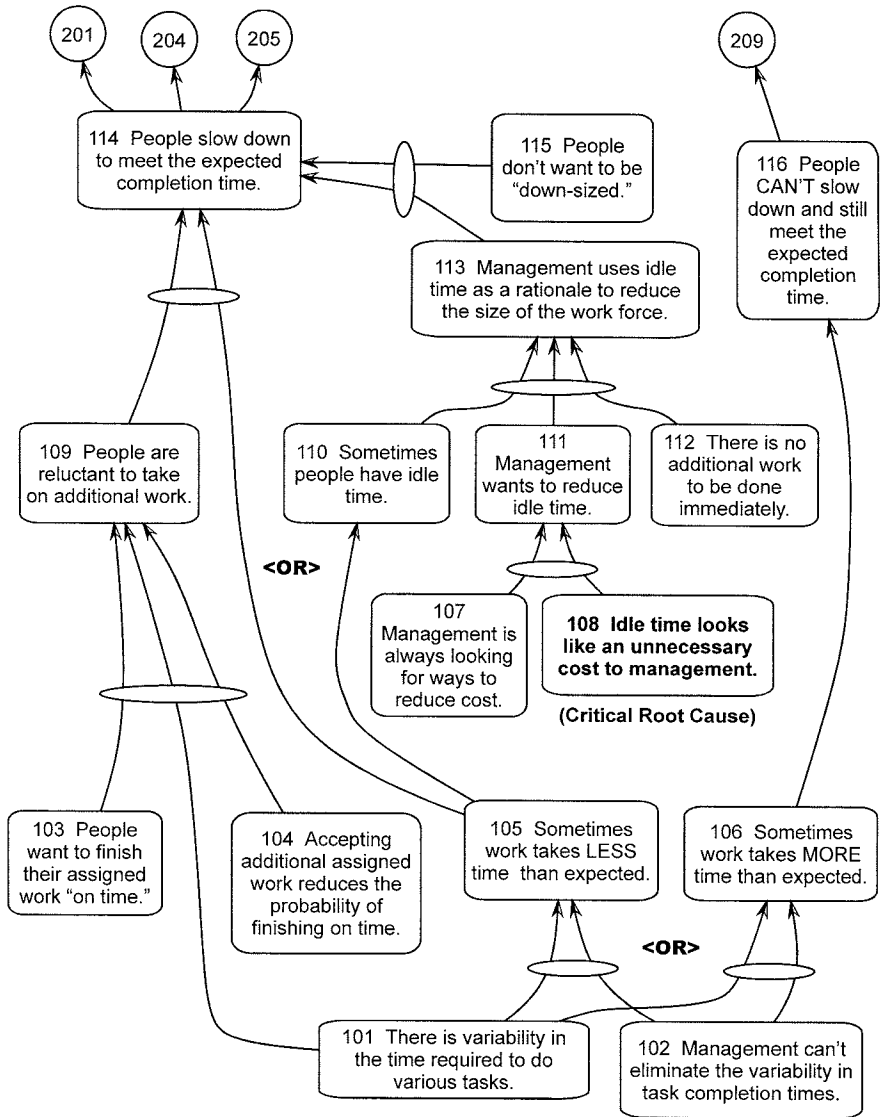 201
204
205
209
114 People slow down
to meet the expected
completion time.
115 People
don't want to be
"down-sized."
116 People
CAN'T slow
down and still
meet the
expected
completion
time.
113 Management uses idle
time as a rationale to reduce
the size of the work force.
109 People are
reluctant to take
on additional work.
110 Sometimes
people have idle
time.
111
Management
wants to reduce
idle time.
112 There is no
additional work
to be done
immediately.
<OR>
107
Management is
always looking
for ways to
reduce cost.
108 Idle time looks
like an unnecessary
cost to management.
(Critical Root Cause)
103 People
want to finish
their assigned
work "on time."
104 Accepting
additional assigned
work reduces the
probability of
finishing on time.
105 Sometimes
work takes LESS
time than expected.
106 Sometimes
work takes MORE
time than expected.
<OR>
101 There is variability in
the time required to do
various tasks.
102 Management can't
eliminate the variability in
task completion times.